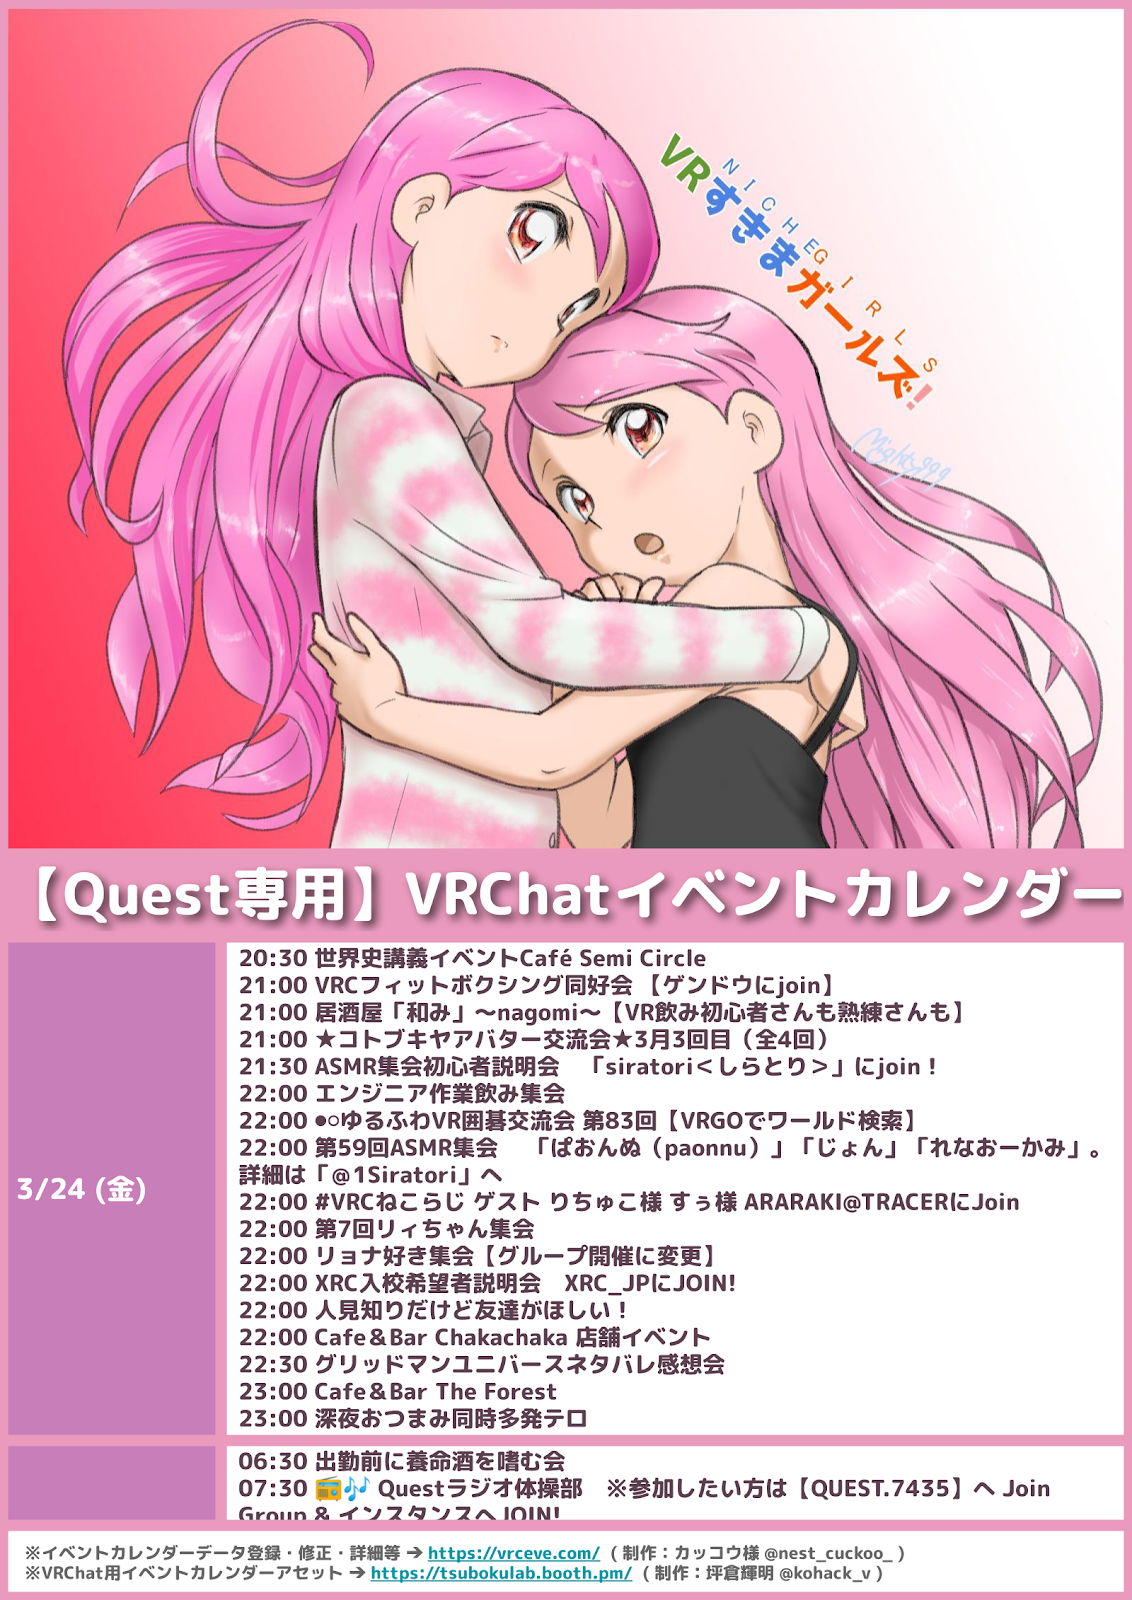 NICHE GIRLS
VRすきまガールズ!
Mighty999
【Quest専用】VRChatイベントカレンダー
3/24 (金)
20:30 世界史講義イベントCafé Semi Circle
21:00 VRCフィットボクシング同好会 【ゲンドウにjoin】
21:00 居酒屋「和み」～nagomi～【VR飲み初心者さんも熟練さんも】
21:00 ★コトブキヤアバター交流会★3月3回目（全4回）
21:30 ASMR集会初心者説明会　「siratori＜しらとり＞」にjoin！
22:00 エンジニア作業飲み集会
22:00 ●○ゆるふわVR囲碁交流会 第83回【VRGOでワールド検索】
22:00 第59回ASMR集会　「ぱおんぬ（paonnu）」「じょん」「れなおーかみ」。
詳細は「@1Siratori」へ
22:00 #VRCねこらじ ゲスト りちゅこ様 すぅ様 ARARAKI@TRACERにJoin
22:00 第7回リィちゃん集会
22:00 リョナ好き集会【グループ開催に変更】
22:00 XRC入校希望者説明会　XRC_JPにJOIN!
22:00 人見知りだけど友達がほしい！
22:00 Cafe＆Bar Chakachaka 店舗イベント
22:30 グリッドマンユニバースネタバレ感想会
23:00 Cafe＆Bar The Forest
23:00 深夜おつまみ同時多発テロ
06:30 出勤前に養命酒を嗜む会
07:30 📻🎶 Questラジオ体操部　※参加したい方は【QUEST.7435】へ Join
Group & インスタンスへJOIN!
※イベントカレンダーデータ登録・修正・詳細等 ➔ https://vrceve.com/ （ 制作：カッコウ様 @nest_cuckoo_ ）
※VRChat用イベントカレンダーアセット ➔ https://tsubokulab.booth.pm/ （ 制作：坪倉輝明 @kohack_v ）